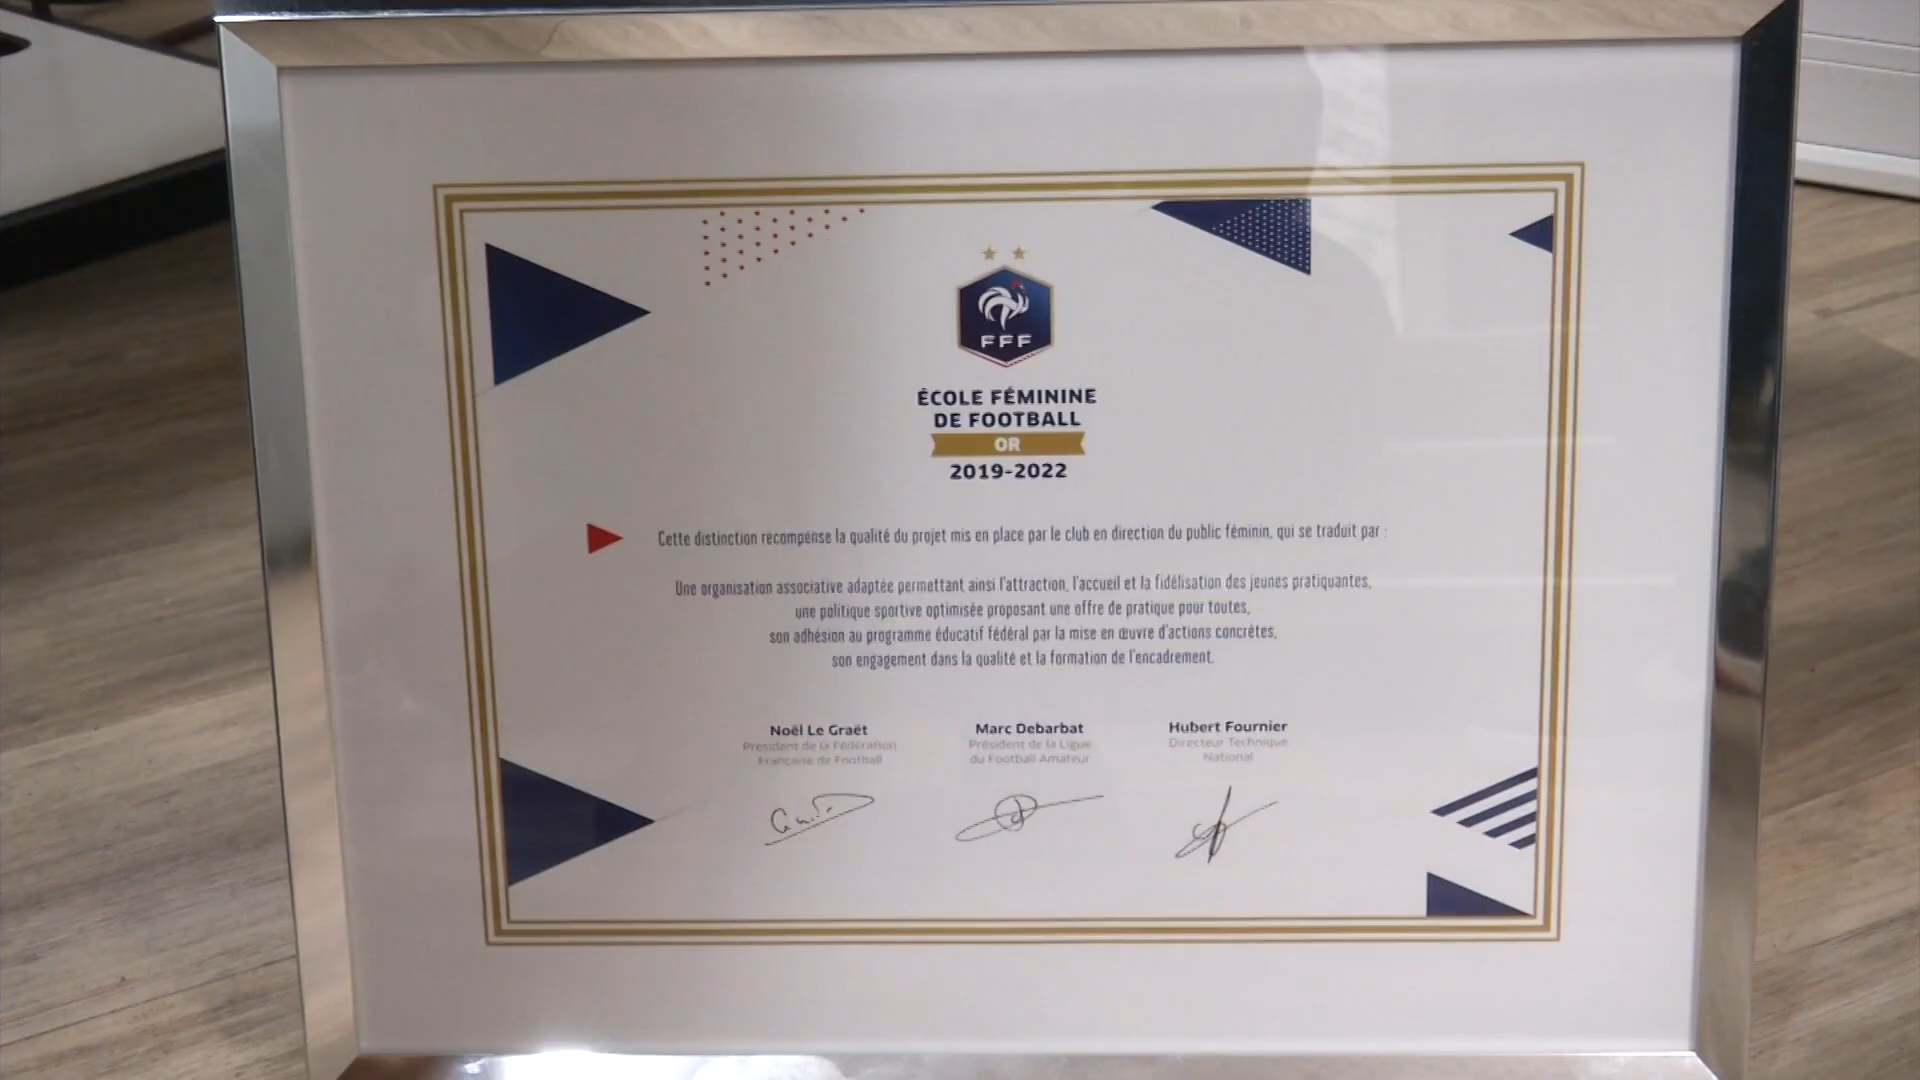 FFF
ÉCOLE FÉMININE
DE FOOTBALL
OR
2019-2022
Cette distinction récompense la qualité du projet mis en place par le club en direction du public féminin, qui se traduit par :
Une organisation associative adaptée permettant ainsi l'attraction, l'accueil et la fidélisation des jeunes pratiquantes,
une politique sportive optimisée proposant une offre de pratique pour toutes,
son adhésion au programme éducatif fédéral par la mise en œuvre d'actions concrètes,
son engagement dans la qualité et la formation de l'encadrement.
Noël Le Graët
Président de la Fédération
Française de Football
Marc Debarbat
Président de la Ligue
du Football Amateur
Hubert Fournier
Directeur Technique
National